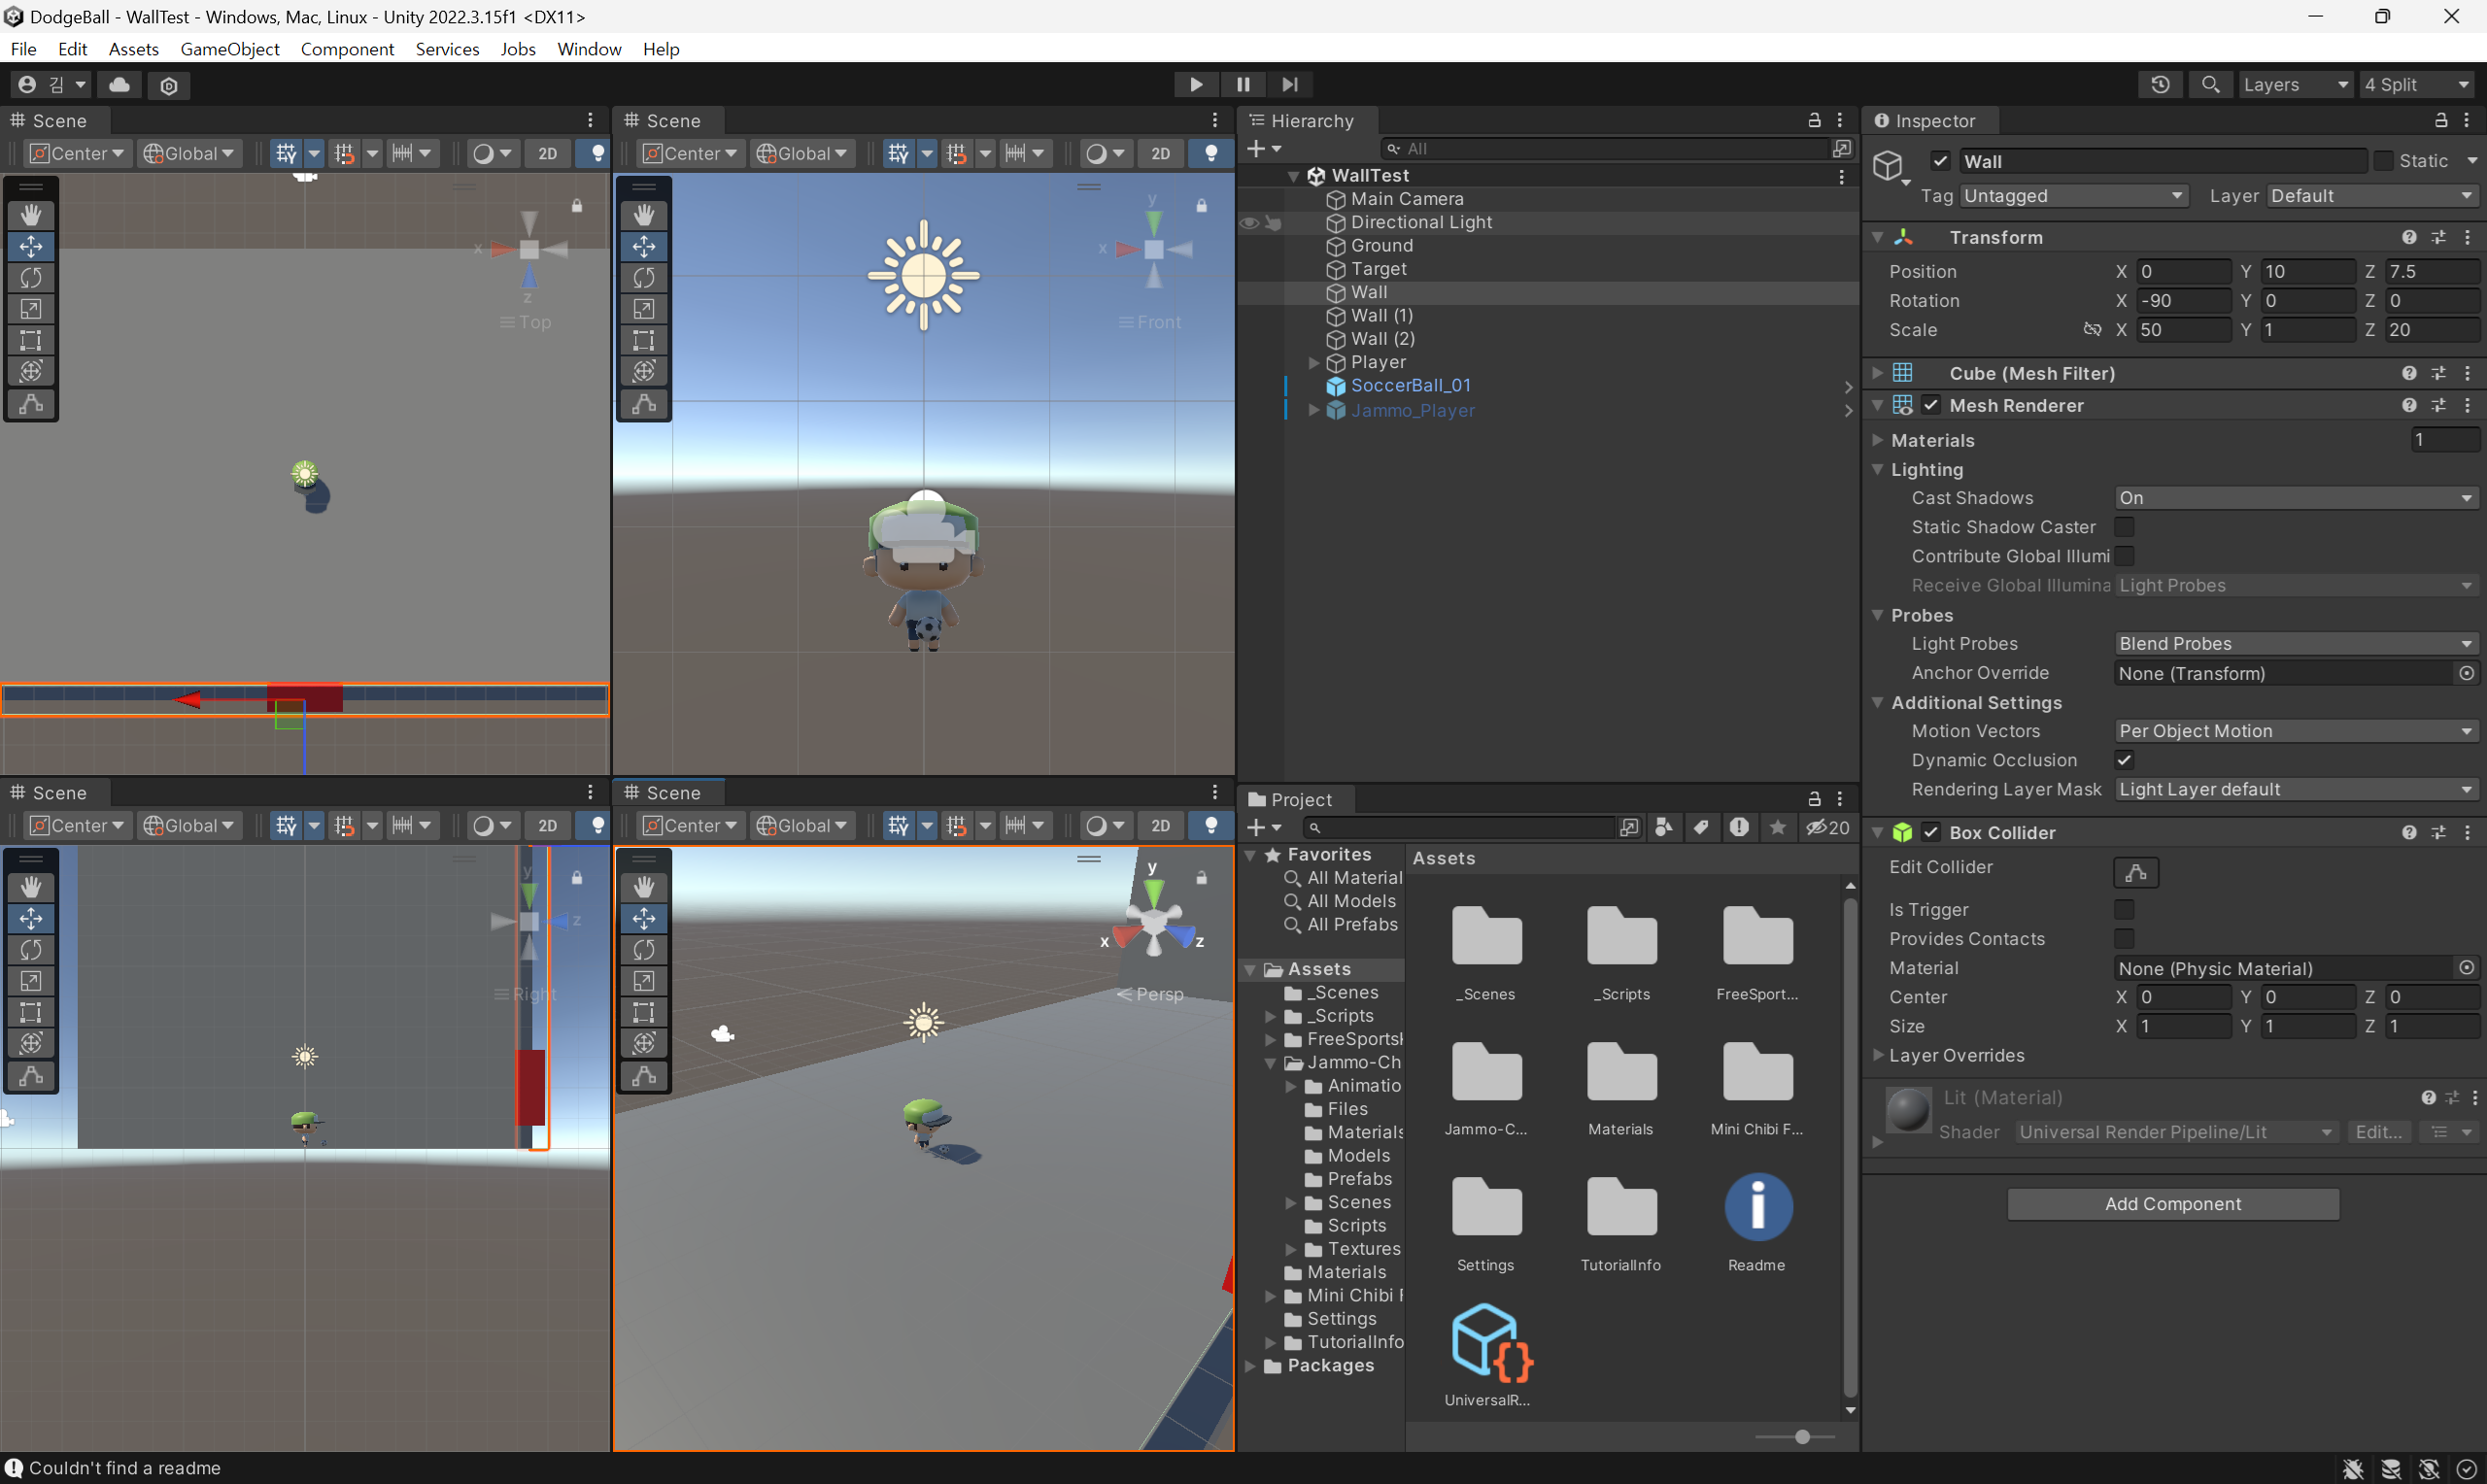 DodgeBall - WallTest - Windows, Mac, Linux - Unity 2022.3.15f1 <DX11>
File Edit Assets GameObject Component Services Jobs Window Help
김 Layers 4 Split
Scene
Center Global 2D
Top
x
z
Scene
Center Global 2D
y
x
Front
Scene
Center Global 2D
y
z
Right
Scene
Center Global 2D
y
x z
Persp
Hierarchy
All
WallTest
Main Camera
Directional Light
Ground
Target
Wall
Wall (1)
Wall (2)
Player
SoccerBall_01
Jammo_Player
Project
20
Favorites
All Material
All Models
All Prefabs
Assets
_Scenes
_Scripts
FreeSports
Jammo-Ch
Animatio
Files
Materials
Models
Prefabs
Scenes
Scripts
Textures
Materials
Mini Chibi F
Settings
TutorialInfo
Packages
Assets
_Scenes _Scripts FreeSport...
Jammo-C... Materials Mini Chibi F...
Settings TutorialInfo Readme
UniversalR...
Inspector
Wall Static
Tag Untagged Layer Default
Transform
Position X 0 Y 10 Z 7.5
Rotation X -90 Y 0 Z 0
Scale X 50 Y 1 Z 20
Cube (Mesh Filter)
Mesh Renderer
Materials 1
Lighting
Cast Shadows On
Static Shadow Caster
Contribute Global Illumi
Receive Global Illumina Light Probes
Probes
Light Probes Blend Probes
Anchor Override None (Transform)
Additional Settings
Motion Vectors Per Object Motion
Dynamic Occlusion
Rendering Layer Mask Light Layer default
Box Collider
Edit Collider
Is Trigger
Provides Contacts
Material None (Physic Material)
Center X 0 Y 0 Z 0
Size X 1 Y 1 Z 1
Layer Overrides
Lit (Material)
Shader Universal Render Pipeline/Lit Edit...
Add Component
Couldn't find a readme